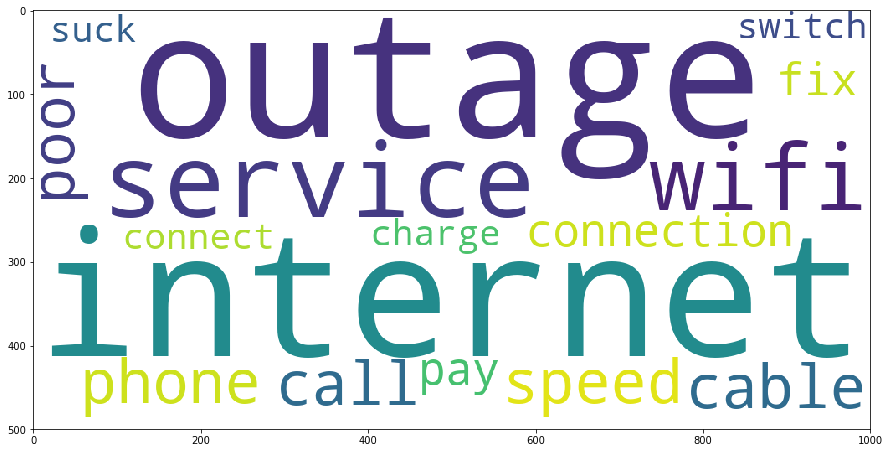 0
suck
outage
switch
fix
100
poor
200
service
wifi
connect
charge
connection
300
internet
400
phone
call
pay
speed
cable
500
0
200
400
600
800
1000